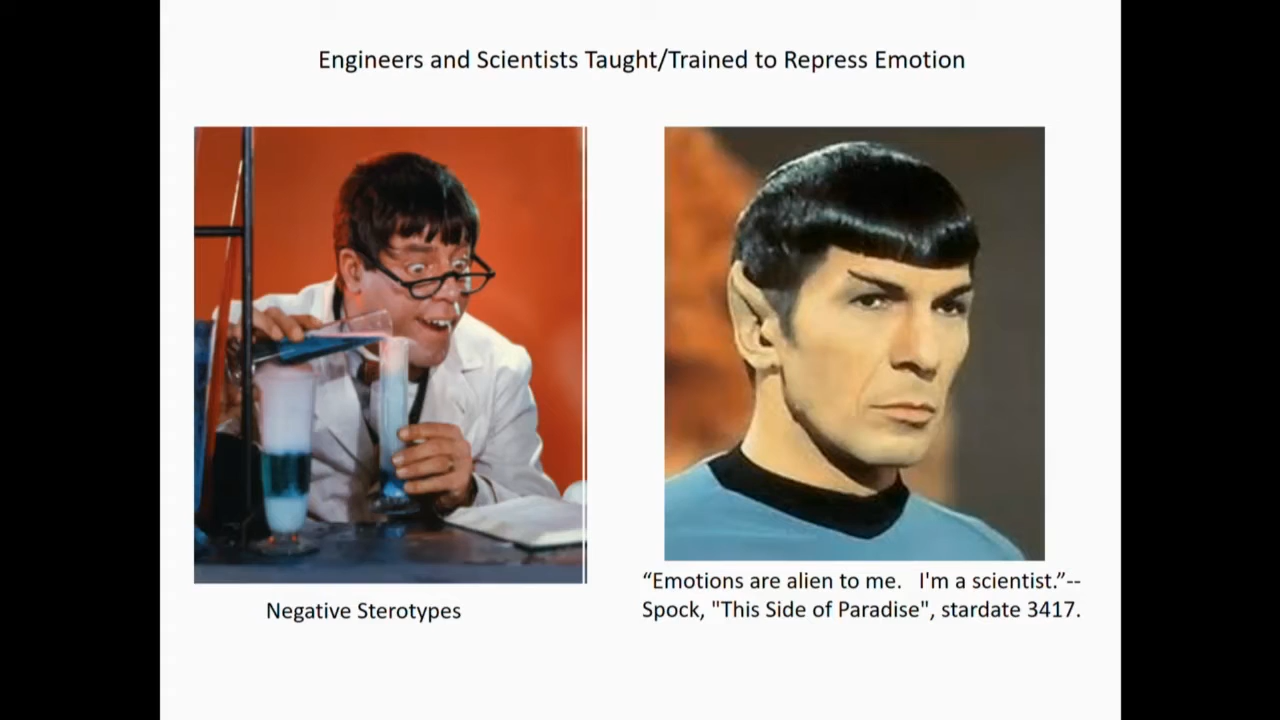 Engineers and Scientists Taught/Trained to Repress Emotion
Negative Sterotypes
“Emotions are alien to me.   I'm a scientist.”--
Spock, "This Side of Paradise", stardate 3417.